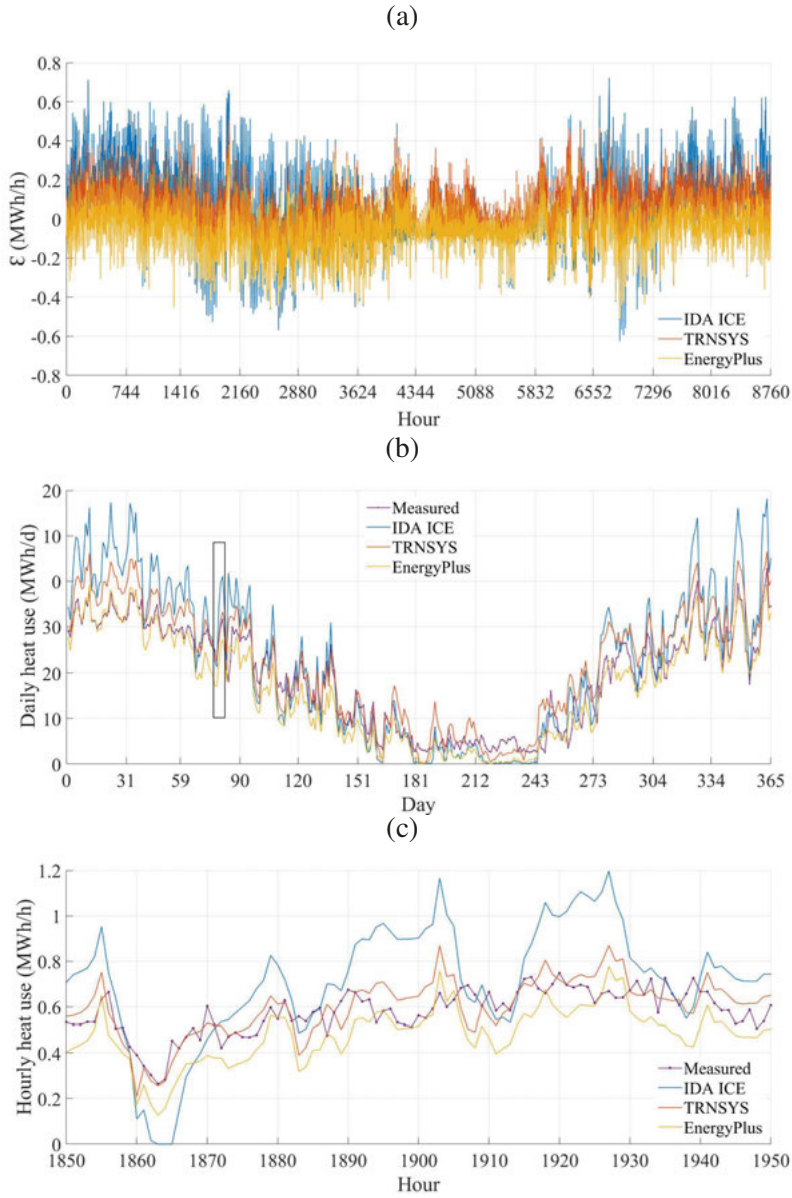 (a)
0.8
0.6
0.4
0.2
0
-0.2
-0.4
-0.6
-0.8
ε (MWh/h)
IDA ICE
TRNSYS
EnergyPlus
0 744 1416 2160 2880 3624 4344 5088 5832 6552 7296 8016 8760
Hour
(b)
20
10
0
30
20
10
0
Daily heat use (MWh/d)
Measured
IDA ICE
TRNSYS
EnergyPlus
0 31 59 90 120 151 181 212 243 273 304 334 365
Day
(c)
1.2
1
0.8
0.6
0.4
0.2
0
Hourly heat use (MWh/h)
Measured
IDA ICE
TRNSYS
EnergyPlus
1850 1860 1870 1880 1890 1900 1910 1920 1930 1940 1950
Hour